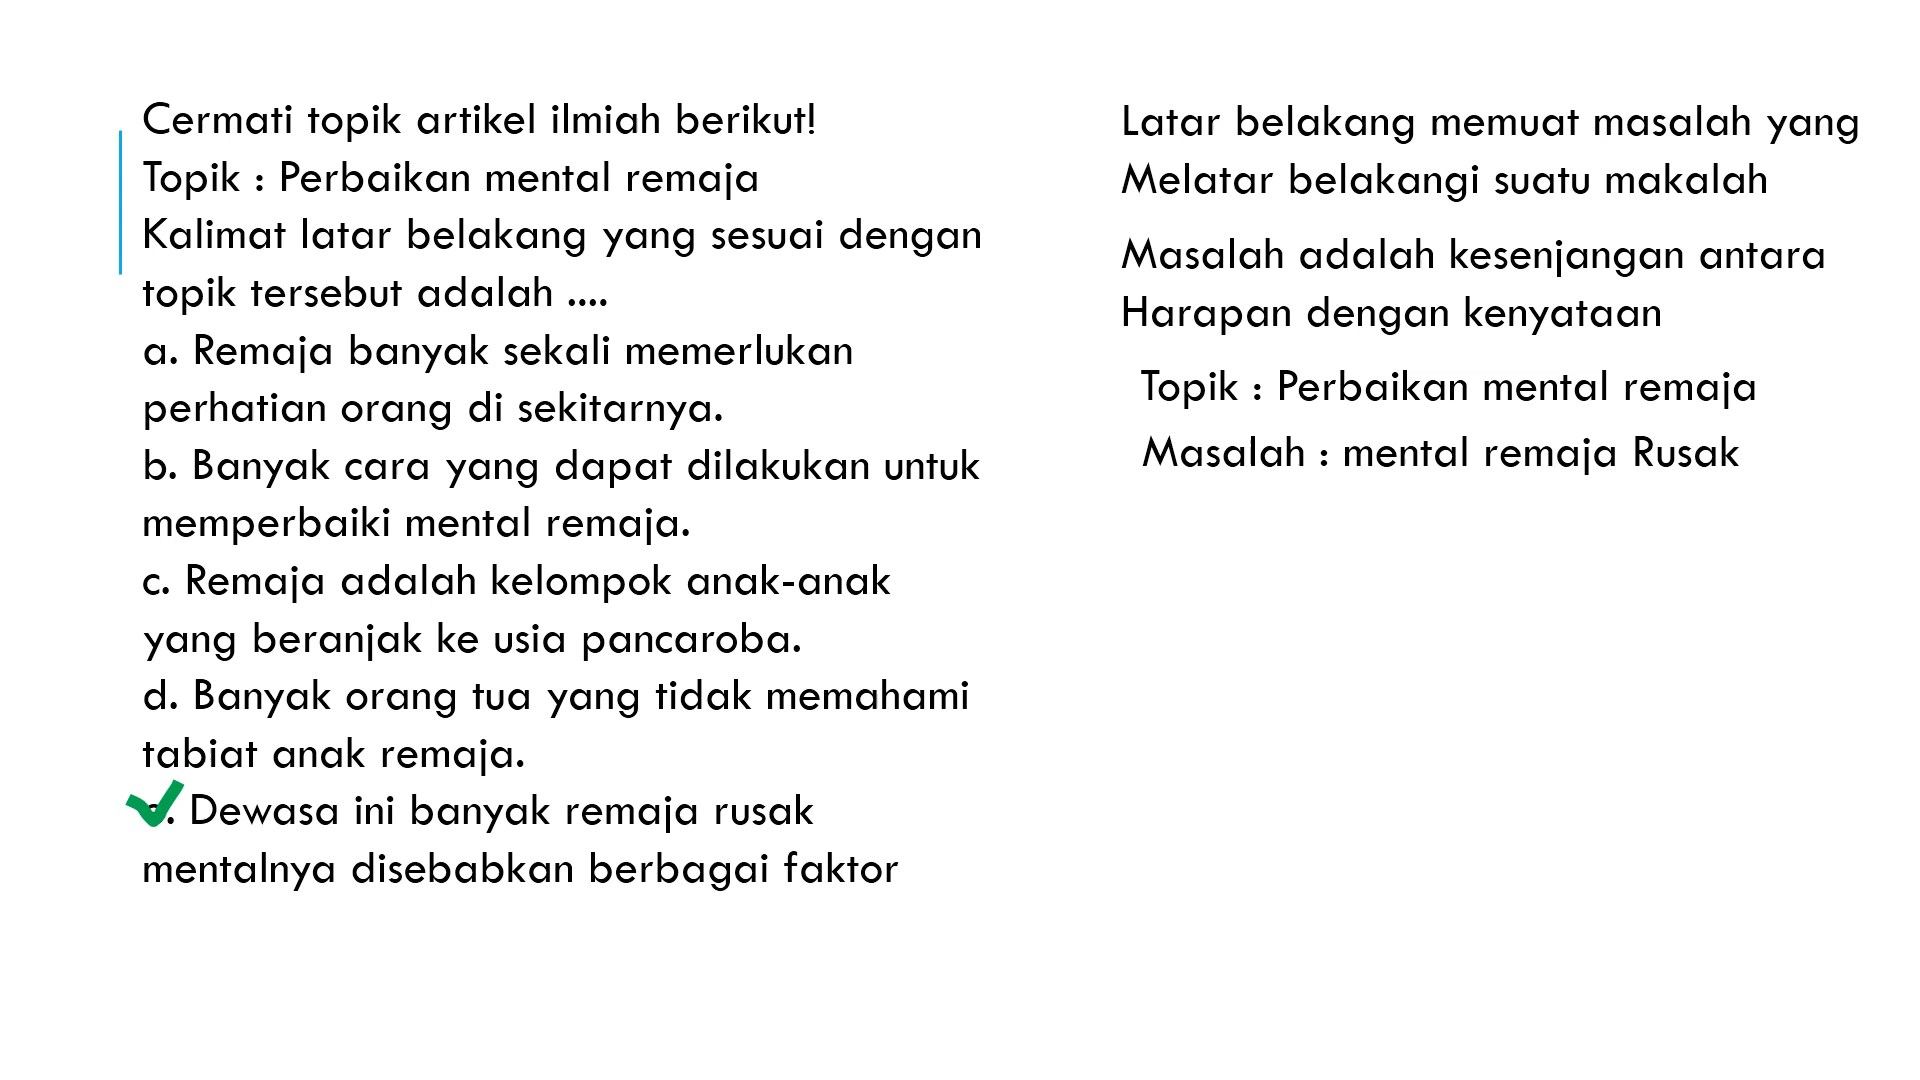 Cermati topik artikel ilmiah berikut!
Topik : Perbaikan mental remaja
Kalimat latar belakang yang sesuai dengan
topik tersebut adalah ....
a. Remaja banyak sekali memerlukan
perhatian orang di sekitarnya.
b. Banyak cara yang dapat dilakukan untuk
memperbaiki mental remaja.
c. Remaja adalah kelompok anak-anak
yang beranjak ke usia pancaroba.
d. Banyak orang tua yang tidak memahami
tabiat anak remaja.
e. Dewasa ini banyak remaja rusak
mentalnya disebabkan berbagai faktor
Latar belakang memuat masalah yang
Melatar belakangi suatu makalah
Masalah adalah kesenjangan antara
Harapan dengan kenyataan
Topik : Perbaikan mental remaja
Masalah : mental remaja Rusak